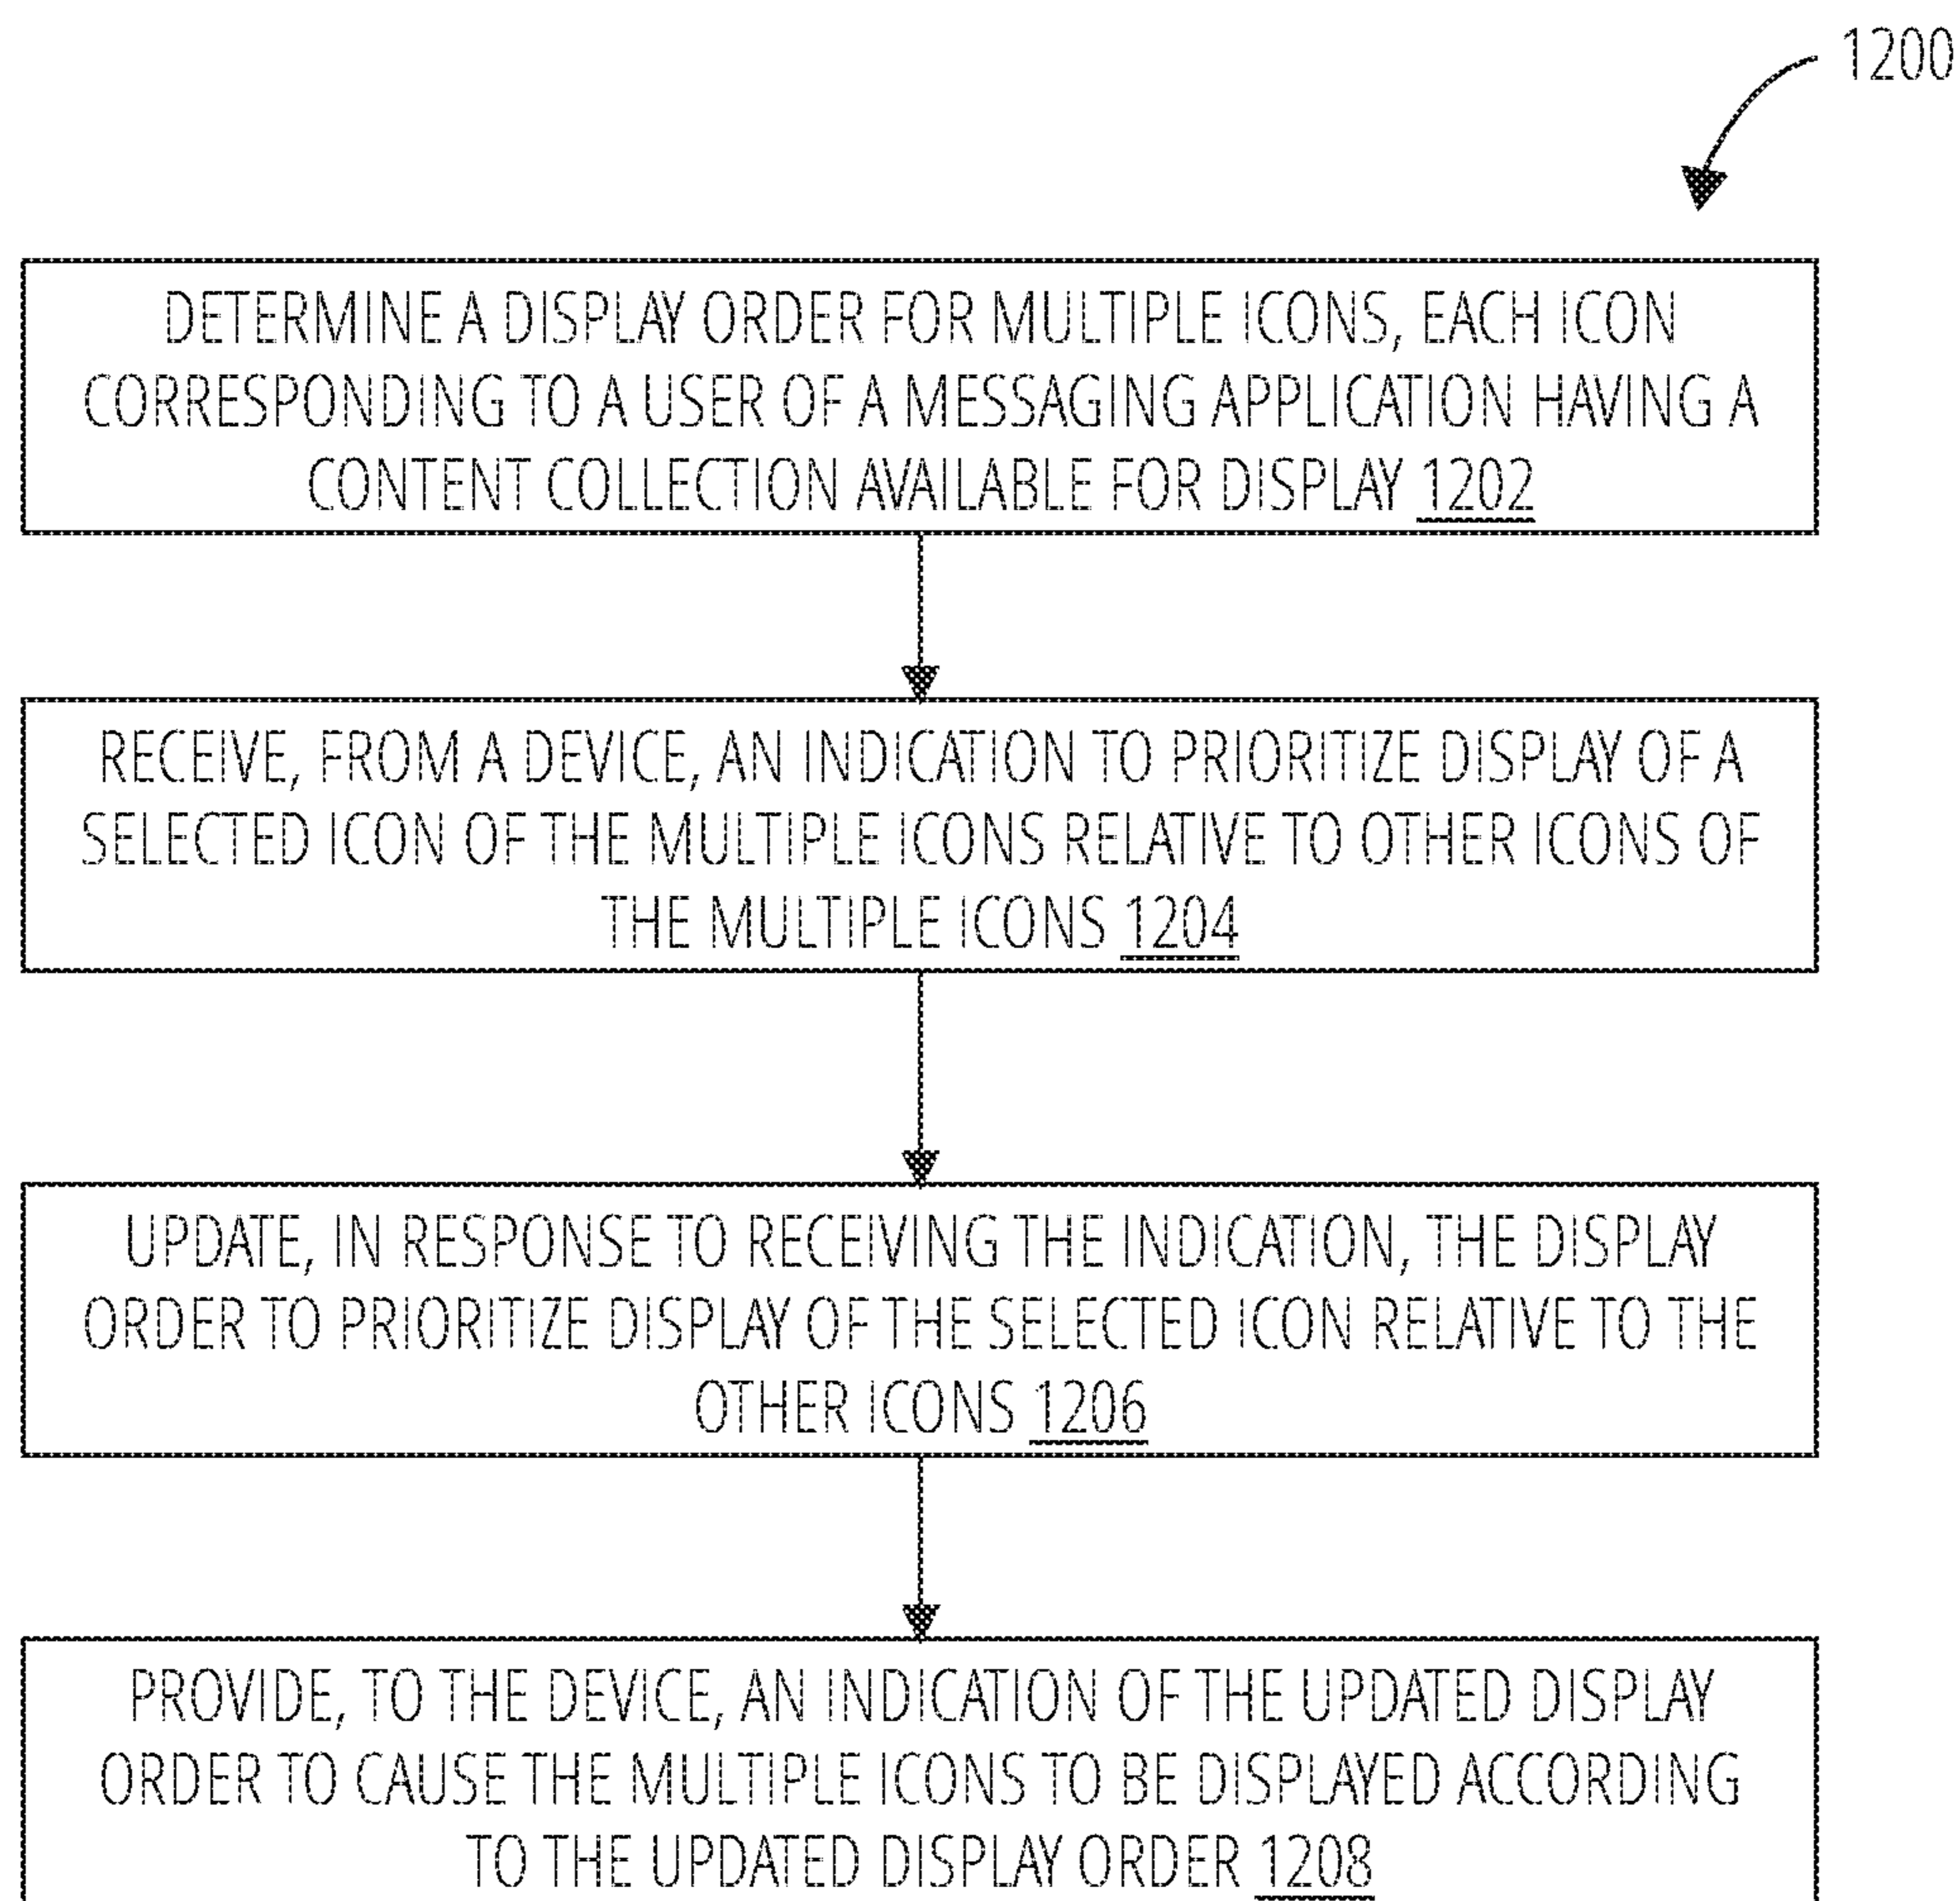 1200
DETERMINE A DISPLAY ORDER FOR MULTIPLE ICONS, EACH ICON
CORRESPONDING TO A USER OF A MESSAGING APPLICATION HAVING A
CONTENT COLLECTION AVAILABLE FOR DISPLAY 1202
RECEIVE, FROM A DEVICE, AN INDICATION TO PRIORITIZE DISPLAY OF A
SELECTED ICON OF THE MULTIPLE ICONS RELATIVE TO OTHER ICONS OF
THE MULTIPLE ICONS 1204
UPDATE, IN RESPONSE TO RECEIVING THE INDICATION, THE DISPLAY
ORDER TO PRIORITIZE DISPLAY OF THE SELECTED ICON RELATIVE TO THE
OTHER ICONS 1206
PROVIDE, TO THE DEVICE, AN INDICATION OF THE UPDATED DISPLAY
ORDER TO CAUSE THE MULTIPLE ICONS TO BE DISPLAYED ACCORDING
TO THE UPDATED DISPLAY ORDER 1208